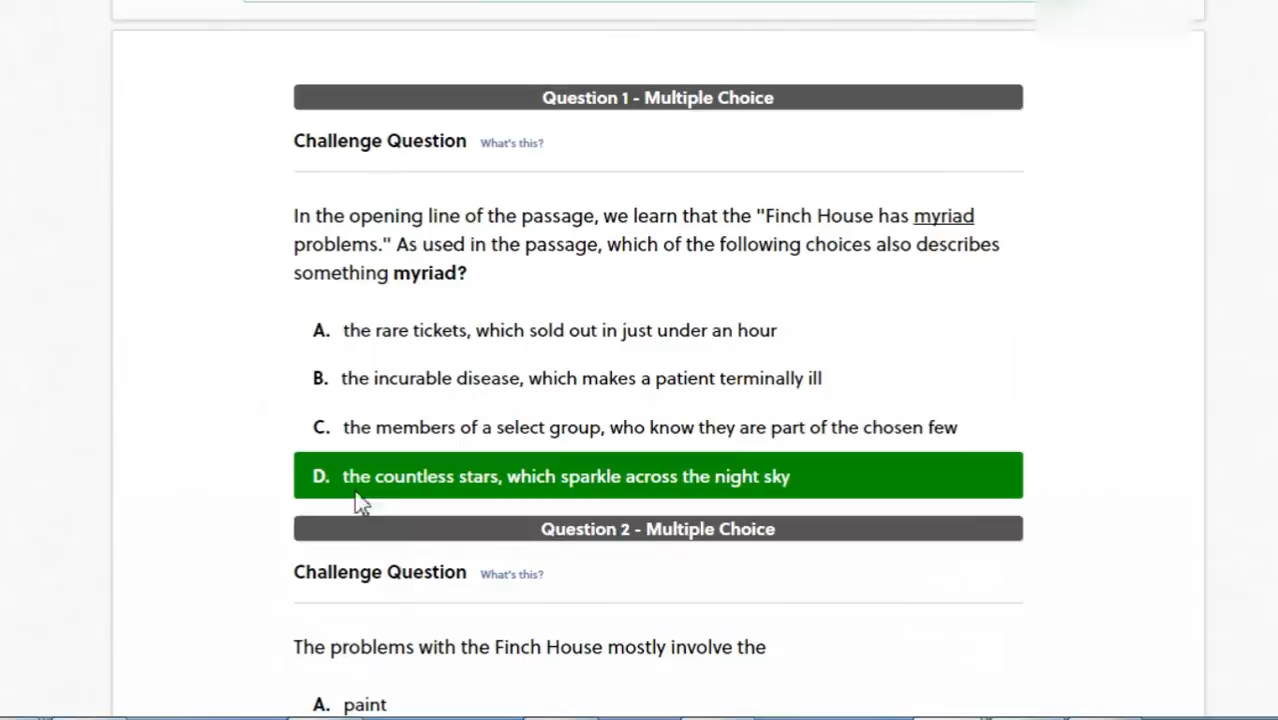 Question 1 - Multiple Choice
Challenge Question What's this?
In the opening line of the passage, we learn that the "Finch House has myriad
problems." As used in the passage, which of the following choices also describes
something myriad?
A. the rare tickets, which sold out in just under an hour
B. the incurable disease, which makes a patient terminally ill
C. the members of a select group, who know they are part of the chosen few
D. the countless stars, which sparkle across the night sky
Question 2 - Multiple Choice
Challenge Question What's this?
The problems with the Finch House mostly involve the
A. paint